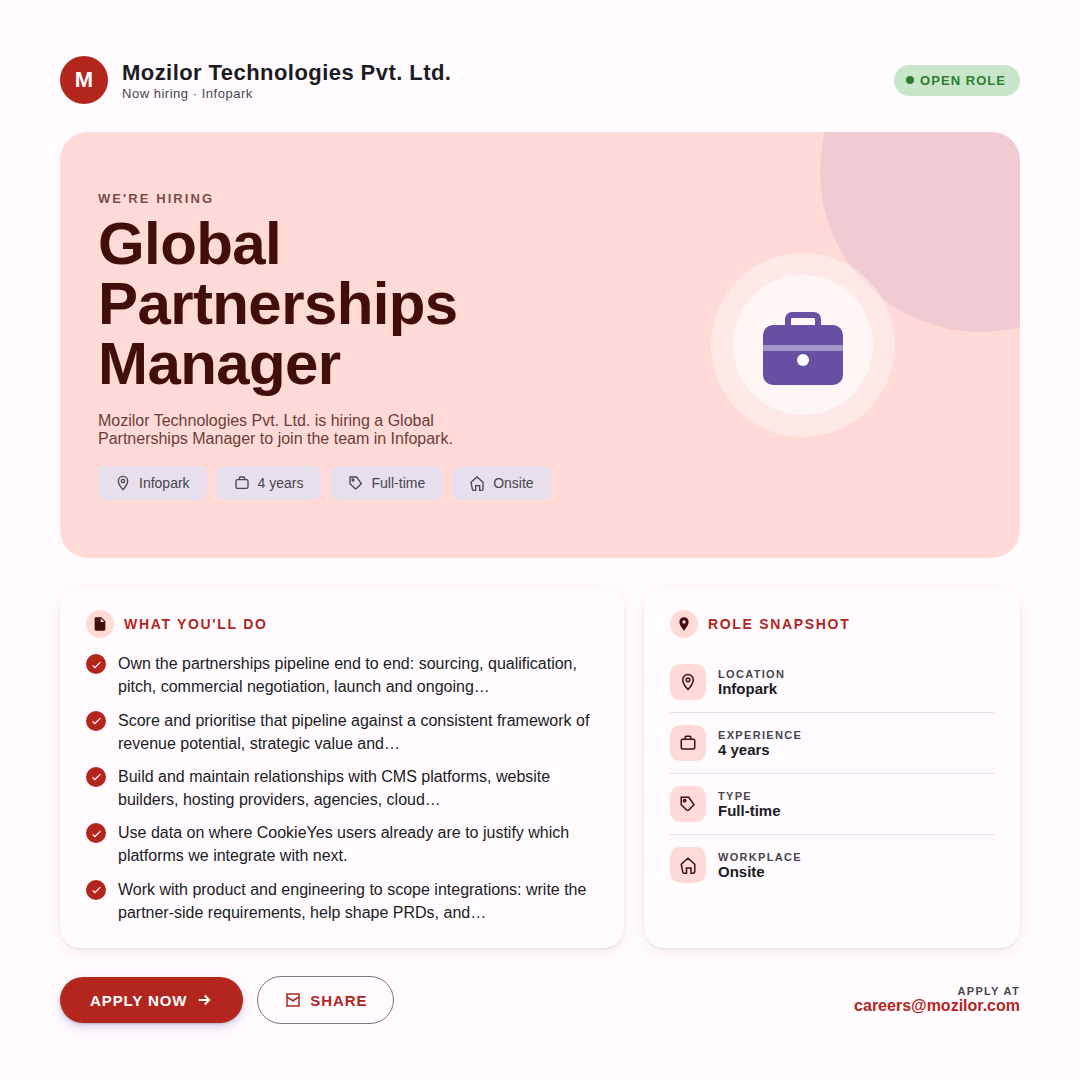 M
Mozilor Technologies Pvt. Ltd.
Now hiring · Infopark
OPEN ROLE
WE'RE HIRING
Global
Partnerships
Manager
Mozilor Technologies Pvt. Ltd. is hiring a Global
Partnerships Manager to join the team in Infopark.
Infopark
4 years
Full-time
Onsite
WHAT YOU'LL DO
Own the partnerships pipeline end to end: sourcing, qualification,
pitch, commercial negotiation, launch and ongoing…
Score and prioritise that pipeline against a consistent framework of
revenue potential, strategic value and…
Build and maintain relationships with CMS platforms, website
builders, hosting providers, agencies, cloud…
Use data on where CookieYes users already are to justify which
platforms we integrate with next.
Work with product and engineering to scope integrations: write the
partner-side requirements, help shape PRDs, and…
ROLE SNAPSHOT
LOCATION
Infopark
EXPERIENCE
4 years
TYPE
Full-time
WORKPLACE
Onsite
APPLY NOW
SHARE
APPLY AT
careers@mozilor.com